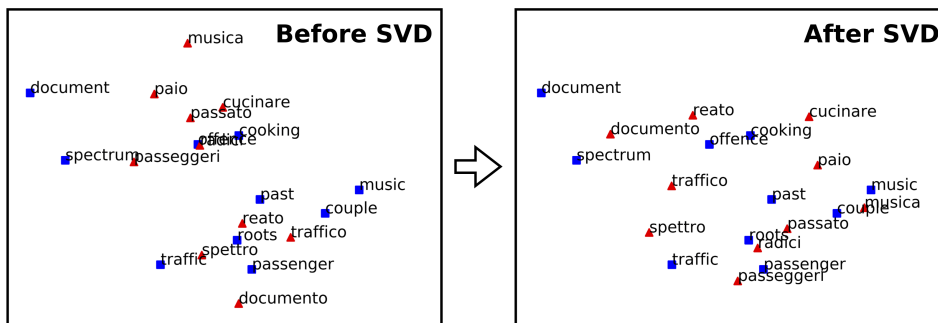 Before SVD
musica
document
paio
cucinare
passato
cooking
offence
radici
spectrum
passeggeri
music
past
couple
reato
roots
traffico
spettro
traffic
passenger
documento
After SVD
document
reato
cucinare
documento
cooking
offence
spectrum
paio
traffico
music
past
musica
couple
passato
spettro
roots
radici
traffic
passenger
passeggeri